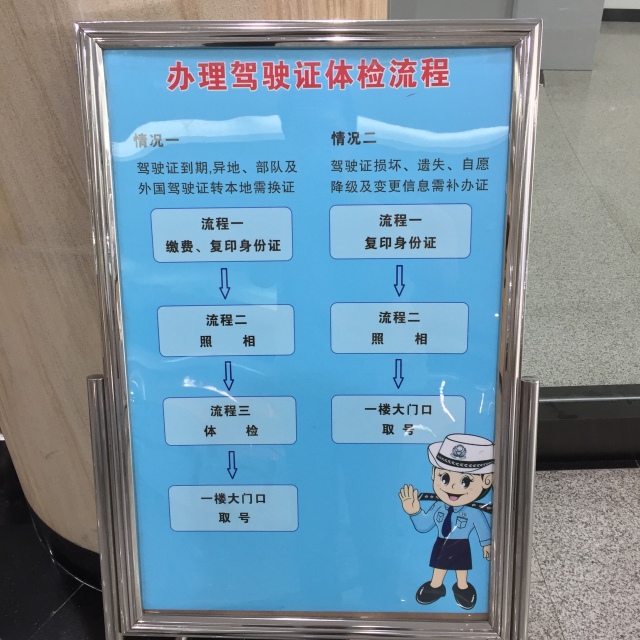 办理驾驶证体检流程
情况一
驾驶证到期,异地、部队及
外国驾驶证转本地需换证
流程一
缴费、复印身份证
流程二
照 相
流程三
体 检
一楼大门口
取 号
情况二
驾驶证损坏、遗失、自愿
降级及变更信息需补办证
流程一
复印身份证
流程二
照 相
一楼大门口
取 号